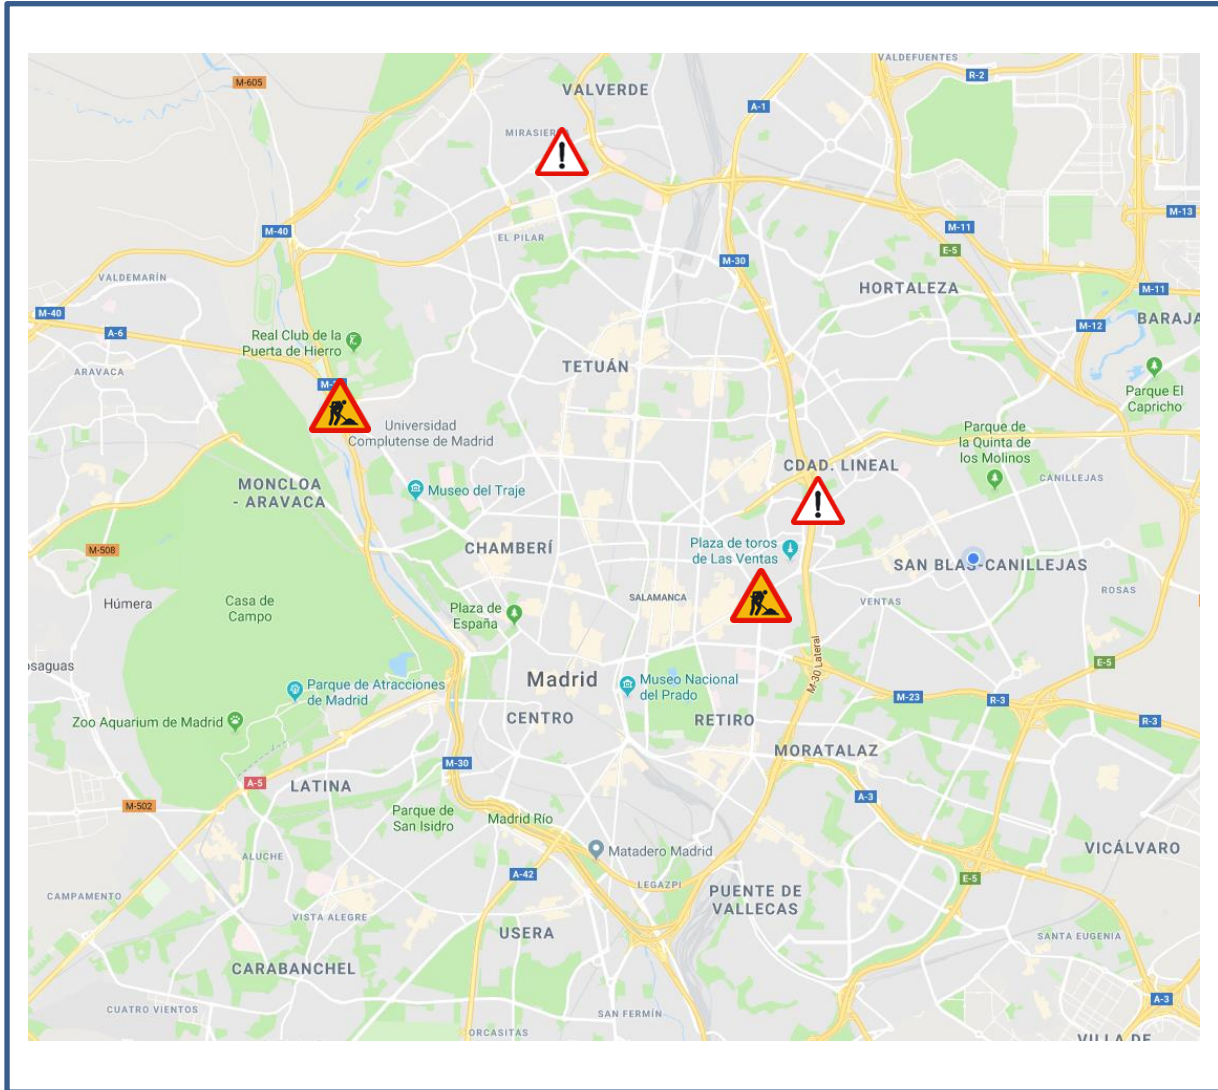 VALDEFUENTES
R-2
M-605
VALVERDE
A-1
MIRASIER
M-13
M-40
M-11
EL PILAR
E-5
M-30
VALDEMARÍN
HORTALEZA
M-11
M-40
BARAJA
M-12
A-6
Real Club de la
Puerta de Hierro
TETUÁN
ARAVACA
Parque El
Capricho
Universidad
Complutense de Madrid
Parque de
la Quinta de
los Molinos
CDAD. LINEAL
CANILLEJAS
MONCLOA
- ARAVACA
Museo del Traje
Plaza de toros
de Las Ventas
M-508
CHAMBERÍ
SAN BLAS-CANILLEJAS
ROSAS
Húmera
Casa de
Campo
Plaza de
España
SALAMANCA
VENTAS
M-30 Lateral
osaguas
E-5
Parque de Atracciones
de Madrid
Madrid
Museo Nacional
del Prado
M-23
R-3
Zoo Aquarium de Madrid
CENTRO
RETIRO
R-3
MORATALAZ
M-30
A-5
LATINA
A-3
M-502
Parque de
San Isidro
Madrid Río
ALUCHE
Matadero Madrid
VICÁLVARO
A-42
LEGAZPI
E-5
CAMPAMENTO
PUENTE DE
VALLECAS
VISTA ALEGRE
USERA
SANTA EUGENIA
CARABANCHEL
A-3
CUATRO VIENTOS
SAN FERMÍN
ORCASITAS
VILLA DE